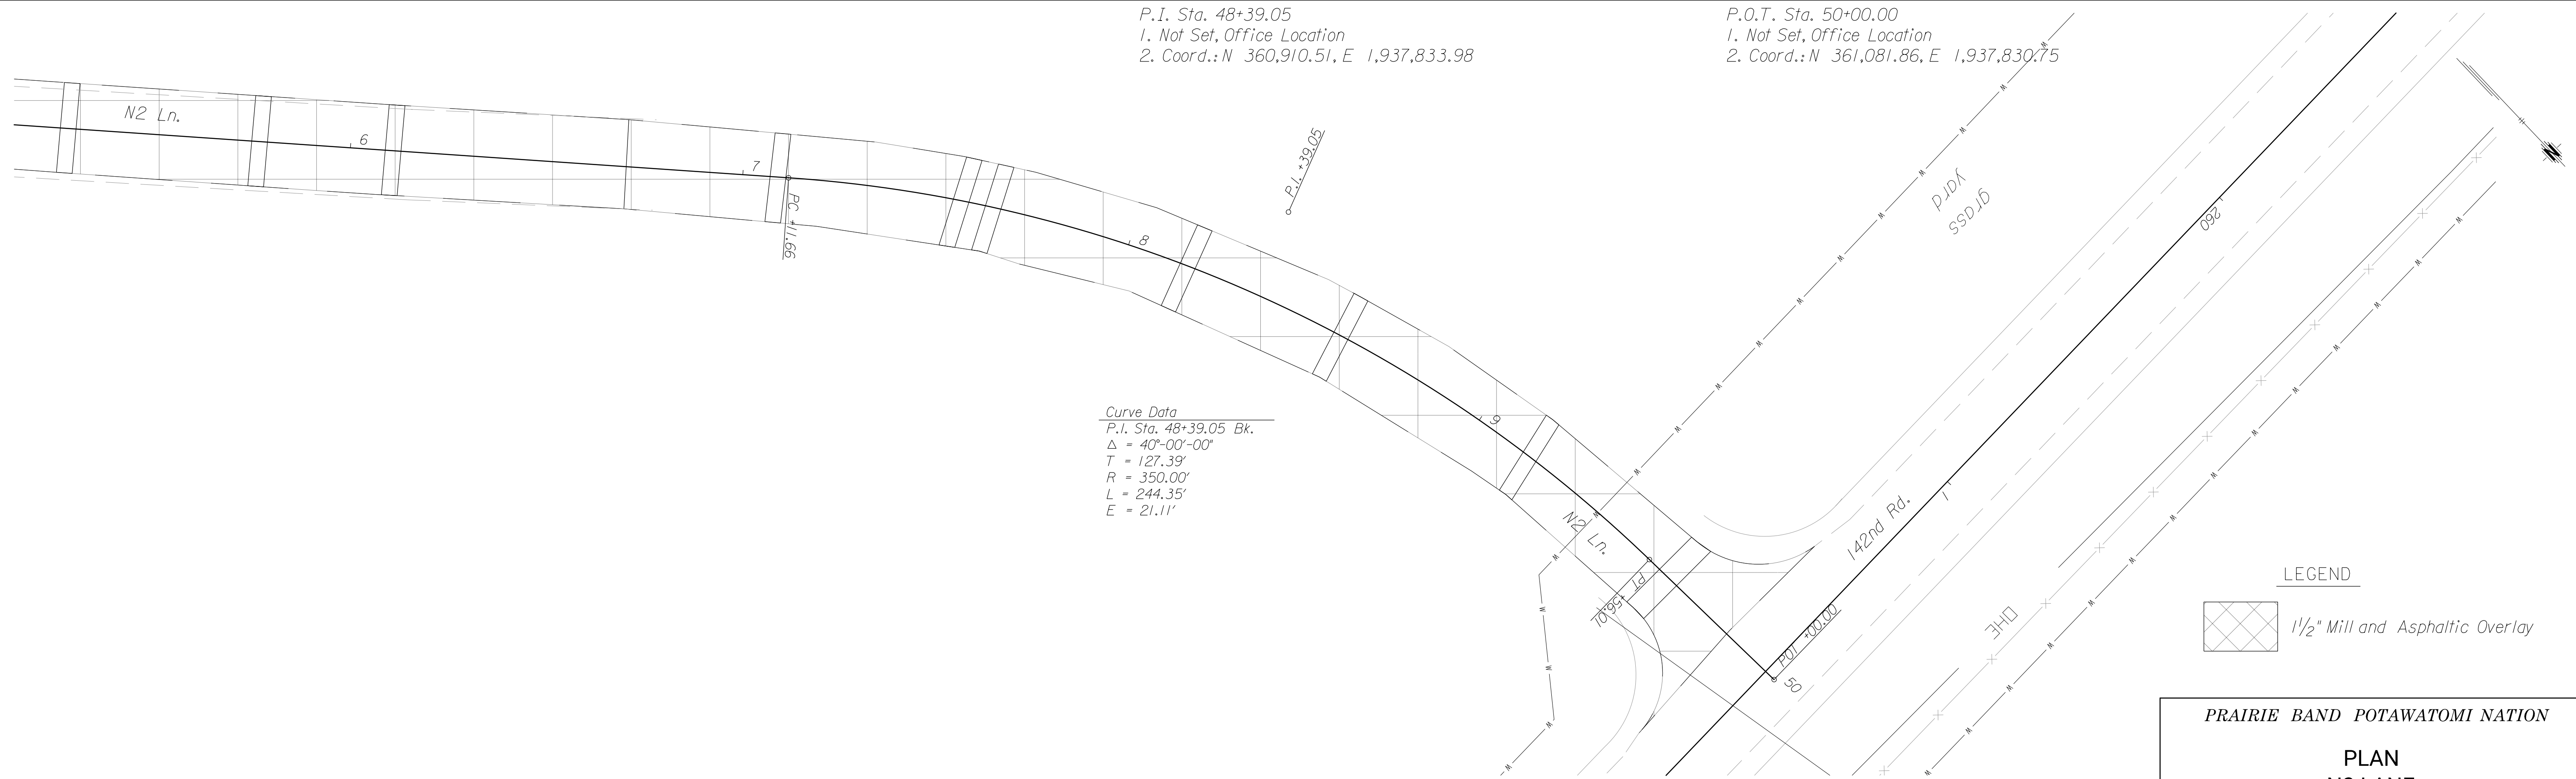 P.I. Sta. 48+39.05
1. Not Set, Office Location
2. Coord.: N 360,910.51, E 1,937,833.98
P.O.T. Sta. 50+00.00
1. Not Set, Office Location
2. Coord.: N 361,081.86, E 1,937,830.75
N2 Ln.
6
7
PC +11.66
8
P.I. +39.05
9
grass
yard
260
N
Curve Data
P.I. Sta. 48+39.05 Bk.
△ = 40°-00'-00"
T = 127.39'
R = 350.00'
L = 244.35'
E = 21.11'
N2 Ln.
PT +56.01
142nd Rd.
1
POT +00.00
50
OHE
LEGEND
1 1/2" Mill and Asphaltic Overlay
PRAIRIE BAND POTAWATOMI NATION
PLAN